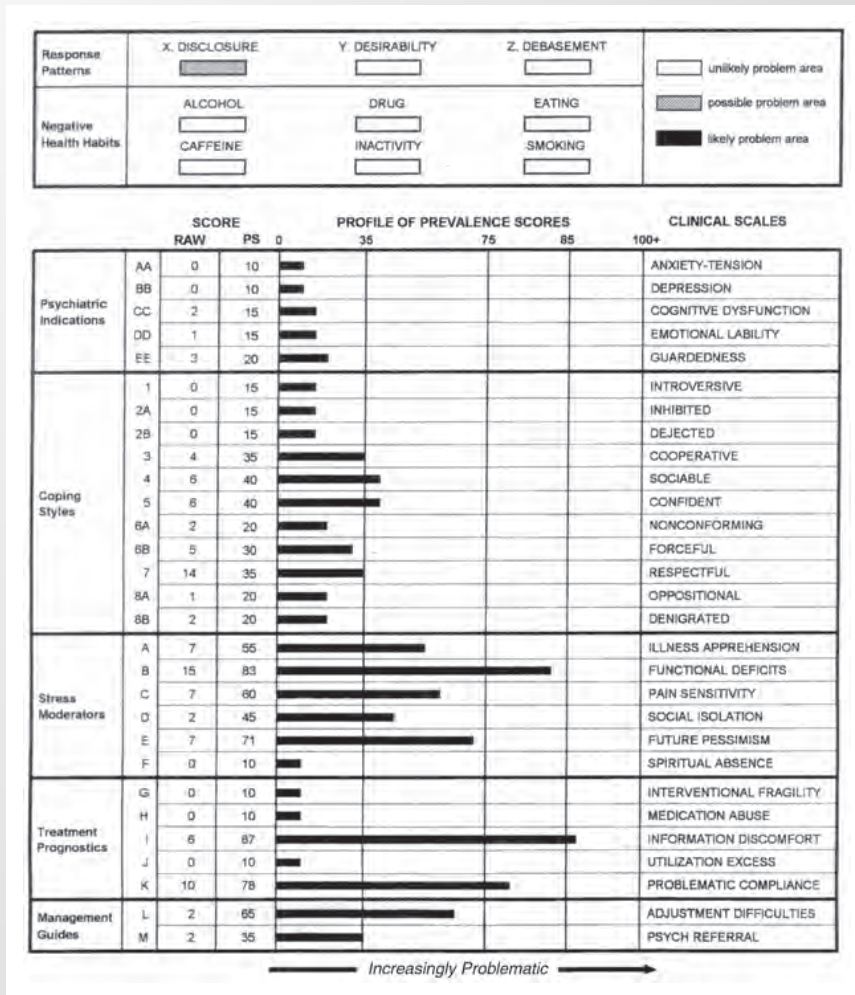 Response Patterns
X. DISCLOSURE Y. DESIRABILITY Z. DEBASEMENT
Negative Health Habits
ALCOHOL DRUG EATING
CAFFEINE INACTIVITY SMOKING
unlikely problem area
possible problem area
likely problem area
SCORE PROFILE OF PREVALENCE SCORES CLINICAL SCALES
RAW PS 0 35 75 85 100+
Psychiatric Indications
AA 0 10 ANXIETY-TENSION
BB 0 10 DEPRESSION
CC 2 15 COGNITIVE DYSFUNCTION
DD 1 15 EMOTIONAL LABILITY
EE 3 20 GUARDEDNESS
Coping Styles
1 0 15 INTROVERSIVE
2A 0 15 INHIBITED
2B 0 15 DEJECTED
3 4 35 COOPERATIVE
4 6 40 SOCIABLE
5 6 40 CONFIDENT
6A 2 20 NONCONFORMING
6B 5 30 FORCEFUL
7 14 35 RESPECTFUL
8A 1 20 OPPOSITIONAL
8B 2 20 DENIGRATED
Stress Moderators
A 7 55 ILLNESS APPREHENSION
B 15 83 FUNCTIONAL DEFICITS
C 7 60 PAIN SENSITIVITY
D 2 45 SOCIAL ISOLATION
E 7 71 FUTURE PESSIMISM
F 0 10 SPIRITUAL ABSENCE
Treatment Prognostics
G 0 10 INTERVENTIONAL FRAGILITY
H 0 10 MEDICATION ABUSE
I 6 87 INFORMATION DISCOMFORT
J 0 10 UTILIZATION EXCESS
K 10 78 PROBLEMATIC COMPLIANCE
Management Guides
L 2 65 ADJUSTMENT DIFFICULTIES
M 2 35 PSYCH REFERRAL
Increasingly Problematic